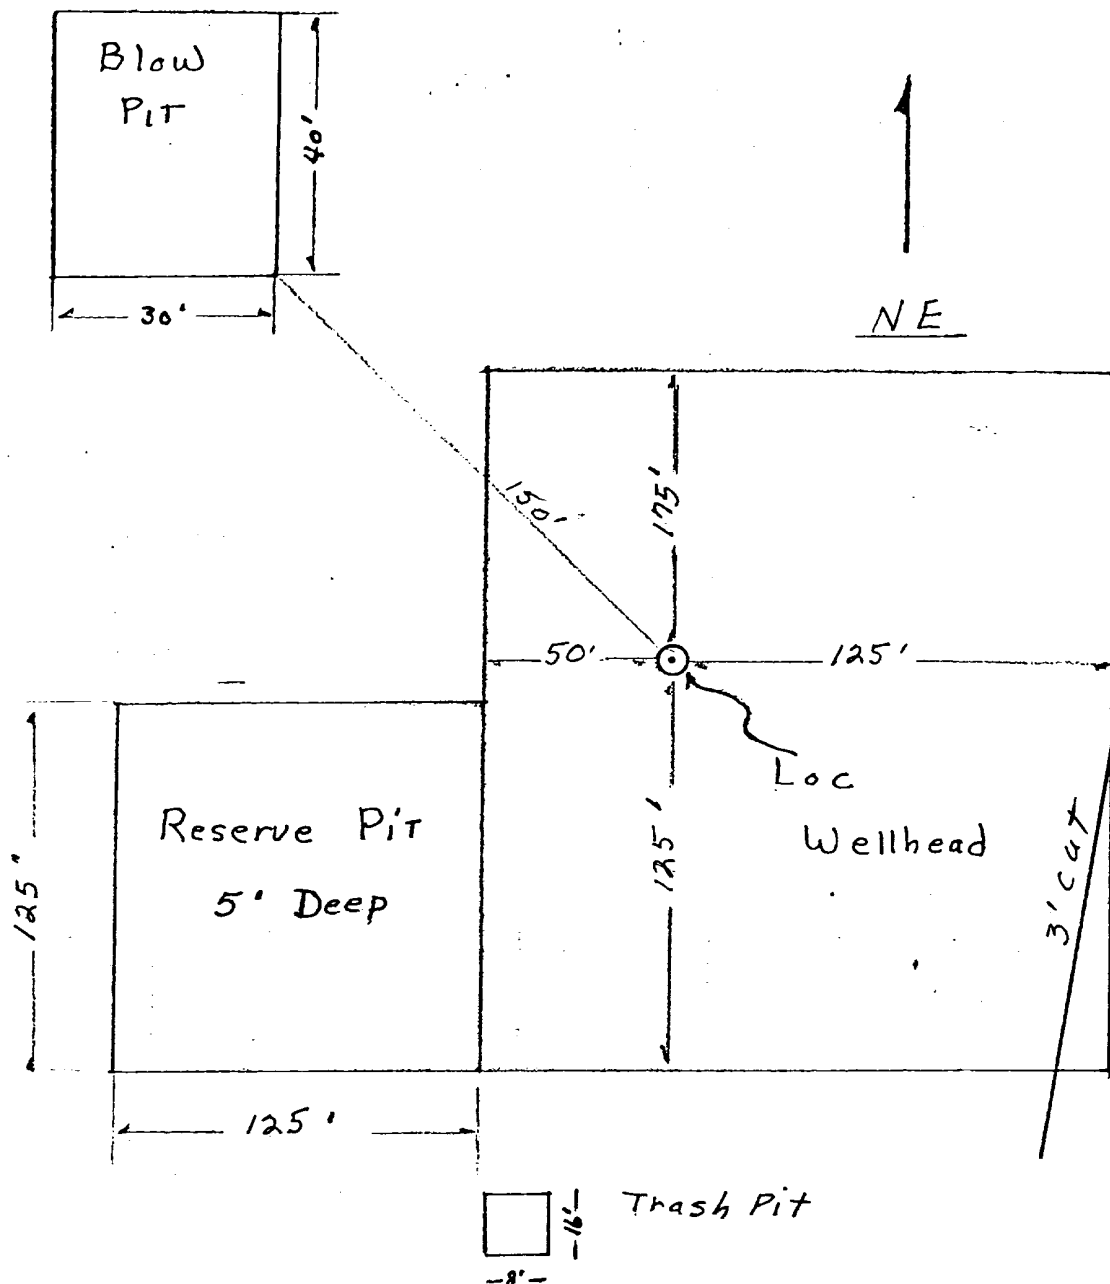 Blow
PIT
40'
30'
NE
175'
150'
50'
125'
Loc
Wellhead
125'
3' cut
Reserve PiT
5' Deep
125"
125'
Trash Pit
16'
8'